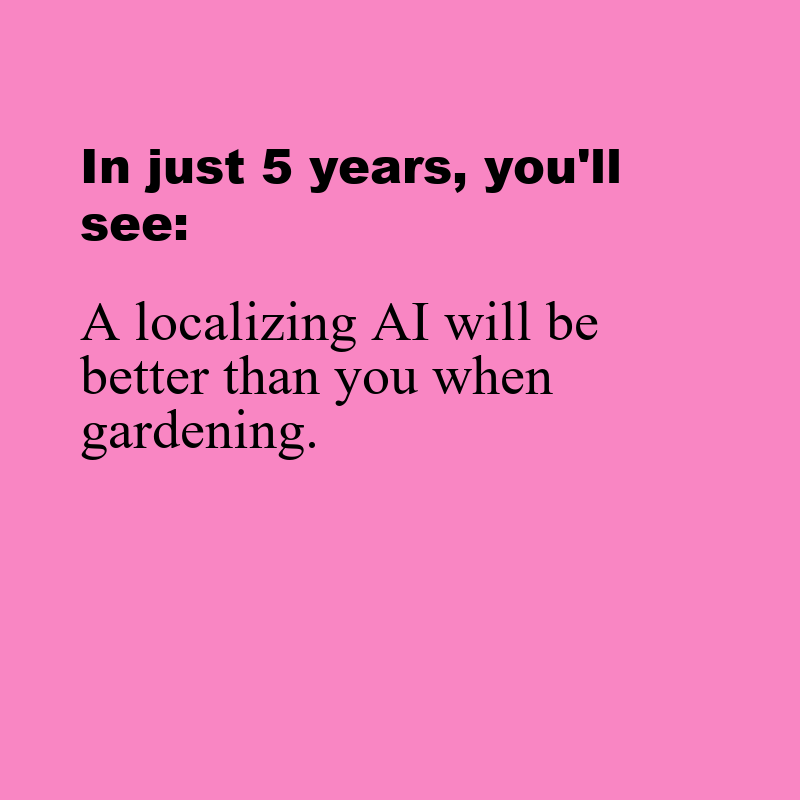 In just 5 years, you'll
see:
A localizing AI will be
better than you when
gardening.